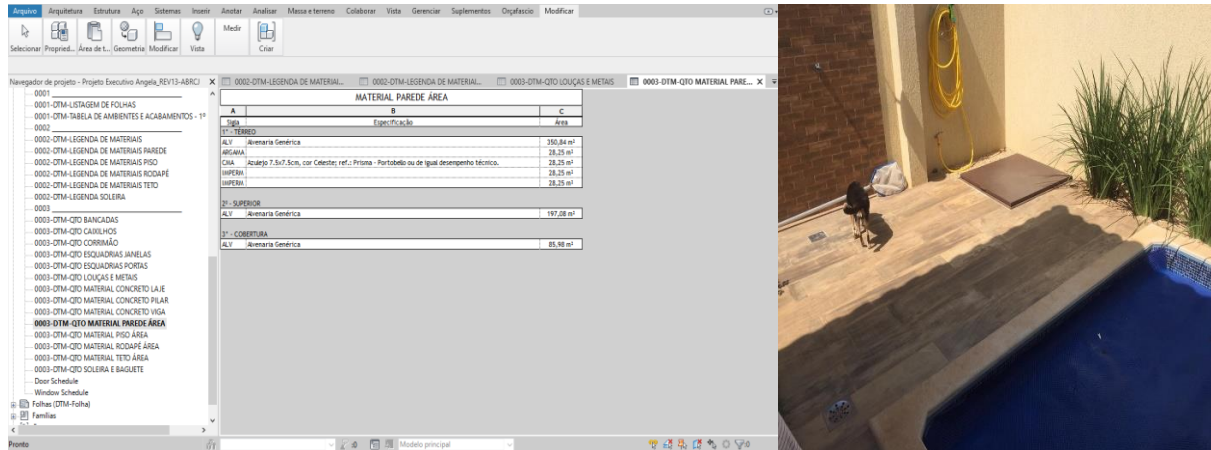 Arquivo Arquitetura Estrutura Aço Sistemas Inserir Anotar Analisar Massa e terreno Colaborar Vista Gerenciar Suplementos Orçafascio Modificar
Selecionar Propried... Área de t... Geometria Modificar Vista Medir Criar
Navegador de projeto - Projeto Executivo Angela_REV13-ABRCJ X
0002-DTM-LEGENDA DE MATERIAI... 0002-DTM-LEGENDA DE MATERIAL... 0003-DTM-QTO LOUÇAS E METAIS 0003-DTM-QTO MATERIAL PARE... X
0001
0001-DTM-LISTAGEM DE FOLHAS
0001-DTM-TABELA DE AMBIENTES E ACABAMENTOS - 1º
0002
0002-DTM-LEGENDA DE MATERIAIS
0002-DTM-LEGENDA DE MATERIAIS PAREDE
0002-DTM-LEGENDA DE MATERIAIS PISO
0002-DTM-LEGENDA DE MATERIAIS RODAPÉ
0002-DTM-LEGENDA DE MATERIAIS TETO
0002-DTM-LEGENDA SOLEIRA
0003
0003-DTM-QTO BANCADAS
0003-DTM-QTO CAIXILHOS
0003-DTM-QTO CORRIMÃO
0003-DTM-QTO ESQUADRIAS JANELAS
0003-DTM-QTO ESQUADRIAS PORTAS
0003-DTM-QTO LOUÇAS E METAIS
0003-DTM-QTO MATERIAL CONCRETO LAJE
0003-DTM-QTO MATERIAL CONCRETO PILAR
0003-DTM-QTO MATERIAL CONCRETO VIGA
0003-DTM-QTO MATERIAL PAREDE ÁREA
0003-DTM-QTO MATERIAL PISO ÁREA
0003-DTM-QTO MATERIAL RODAPÉ ÁREA
0003-DTM-QTO MATERIAL TETO ÁREA
0003-DTM-QTO SOLEIRA E BAGUETE
Door Schedule
Window Schedule
Folhas (DTM-Folha)
Famílias
MATERIAL PAREDE ÁREA
A B C
Sigla Especificação Área
1° - TÉRREO
ALV Alvenaria Genérica 350,84 m²
ARGAMA 28,25 m²
CMA Azulejo 7.5x7.5cm, cor Celeste; ref.: Prisma - Portobello ou de igual desempenho técnico. 28,25 m²
IMPERM 28,25 m²
IMPERM 28,25 m²
2º - SUPERIOR
ALV Alvenaria Genérica 197,08 m²
3° - COBERTURA
ALV Alvenaria Genérica 85,98 m²
Pronto :0 Modelo principal :0